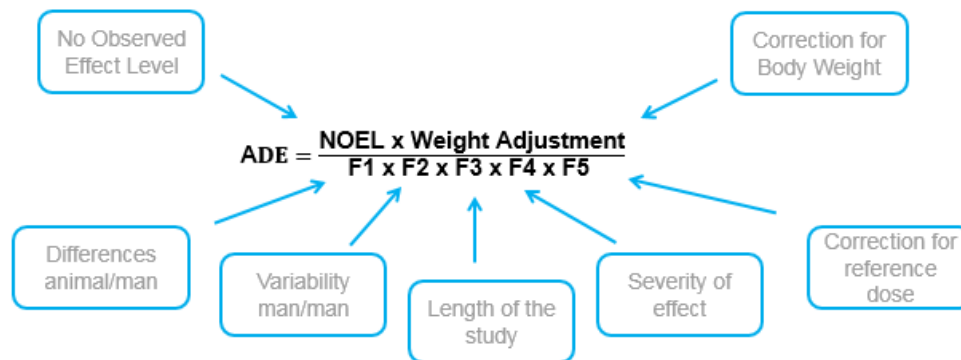 No Observed
Effect Level
Correction for
Body Weight
ADE = NOEL x Weight Adjustment
F1 x F2 x F3 x F4 x F5
Differences
animal/man
Variability
man/man
Length of the
study
Severity of
effect
Correction for
reference
dose